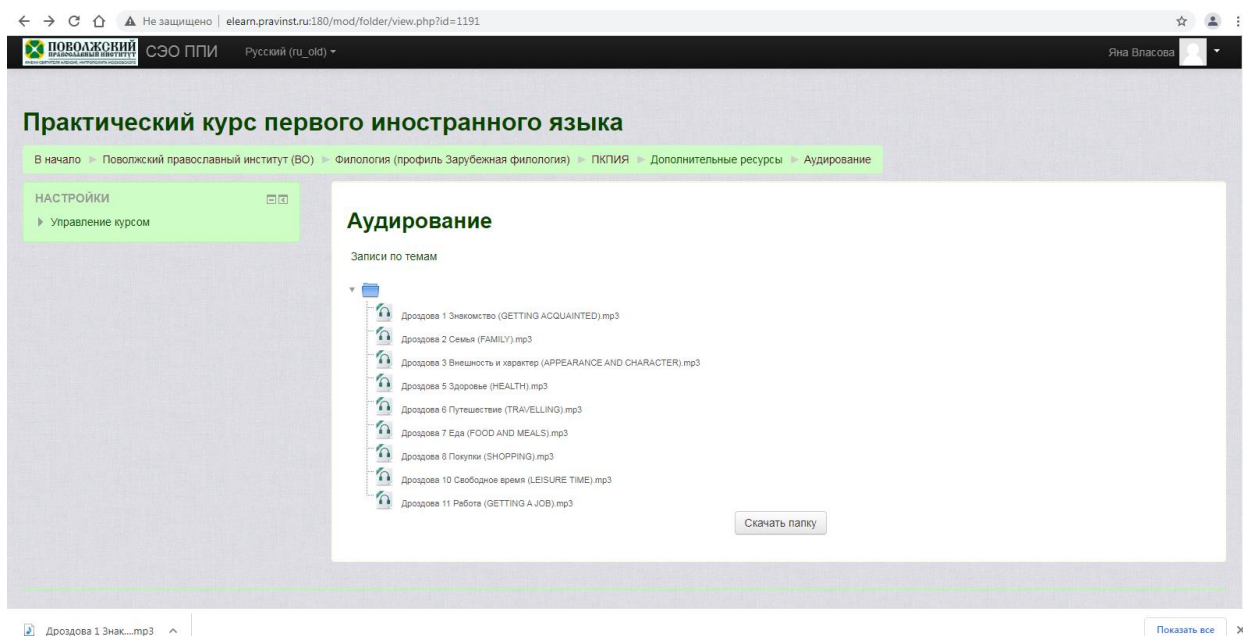 Не защищено | elearn.pravinst.ru:180/mod/folder/view.php?id=1191
ПОВОЛЖСКИЙ
ПРАВОСЛАВНЫЙ ИНСТИТУТ
СЭО ППИ Русский (ru_old) Яна Власова
Практический курс первого иностранного языка
В начало Поволжский православный институт (ВО) Филология (профиль Зарубежная филология) ПКПИЯ Дополнительные ресурсы Аудирование
НАСТРОЙКИ
Управление курсом
Аудирование
Записи по темам
Дроздова 1 Знакомство (GETTING ACQUAINTED).mp3
Дроздова 2 Семья (FAMILY).mp3
Дроздова 3 Внешность и характер (APPEARANCE AND CHARACTER).mp3
Дроздова 5 Здоровье (HEALTH).mp3
Дроздова 6 Путешествие (TRAVELLING).mp3
Дроздова 7 Еда (FOOD AND MEALS).mp3
Дроздова 8 Покупки (SHOPPING).mp3
Дроздова 10 Свободное время (LEISURE TIME).mp3
Дроздова 11 Работа (GETTING A JOB).mp3
Скачать папку
Дроздова 1 Знак....mp3 Показать все